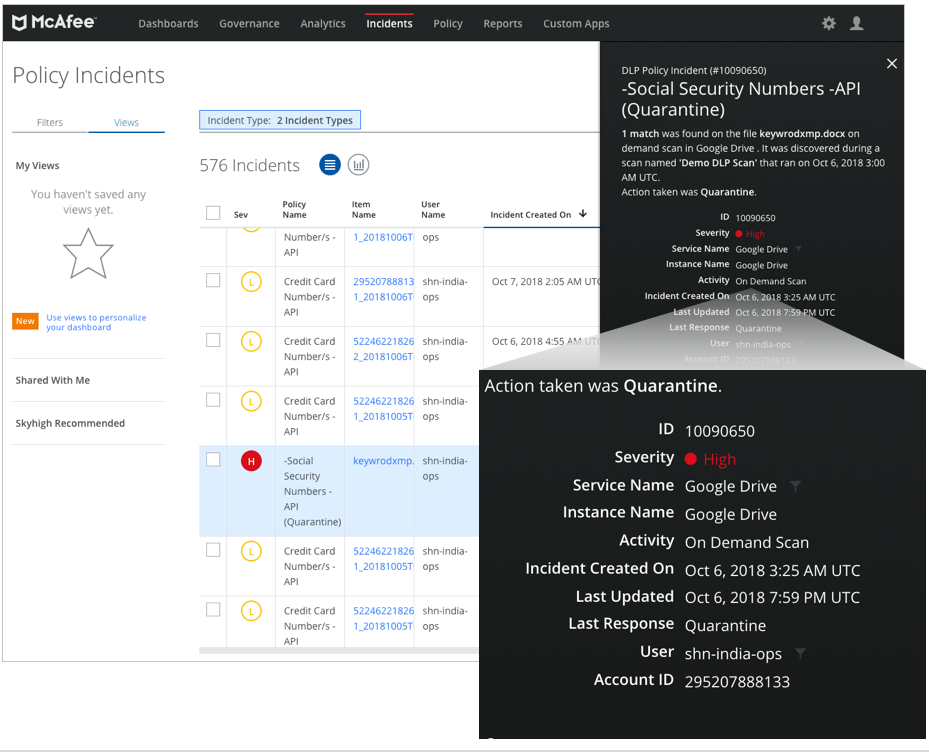 McAfee
Dashboards Governance Analytics Incidents Policy Reports Custom Apps
Policy Incidents
Filters Views
My Views
You haven't saved any
views yet.
New
Use views to personalize
your dashboard
Shared With Me
Skyhigh Recommended
Incident Type: 2 Incident Types
576 Incidents
Sev Policy Name Item Name User Name Incident Created On
Number/s -
API
1_20181006T
ops
L
Credit Card
Number/s -
API
29520788813
1_20181006T
shn-india-
ops
Oct 7, 2018 2:05 AM UTC
L
Credit Card
Number/s -
API
52246221826
2_20181006T
shn-india-
ops
Oct 6, 2018 4:55 AM UTC
L
Credit Card
Number/s -
API
52246221826
1_20181005T
shn-india-
ops
H
-Social
Security
Numbers -
API
(Quarantine)
keywrodxmp.
shn-india-
ops
L
Credit Card
Number/s -
API
52246221826
1_20181005T
shn-india-
ops
L
Credit Card
Number/s -
API
52246221826
1_20181005T
shn-india-
ops
DLP Policy Incident (#10090650)
-Social Security Numbers -API
(Quarantine)
1 match was found on the file keywrodxmp.docx on
demand scan in Google Drive . It was discovered during a
scan named 'Demo DLP Scan' that ran on Oct 6, 2018 3:00
AM UTC.
Action taken was Quarantine.
ID 10090650
Severity High
Service Name Google Drive
Instance Name Google Drive
Activity On Demand Scan
Incident Created On Oct 6, 2018 3:25 AM UTC
Last Updated Oct 6, 2018 7:59 PM UTC
Last Response Quarantine
User shn-india-ops
Account ID 295207888133
Action taken was Quarantine.
ID 10090650
Severity High
Service Name Google Drive
Instance Name Google Drive
Activity On Demand Scan
Incident Created On Oct 6, 2018 3:25 AM UTC
Last Updated Oct 6, 2018 7:59 PM UTC
Last Response Quarantine
User shn-india-ops
Account ID 295207888133